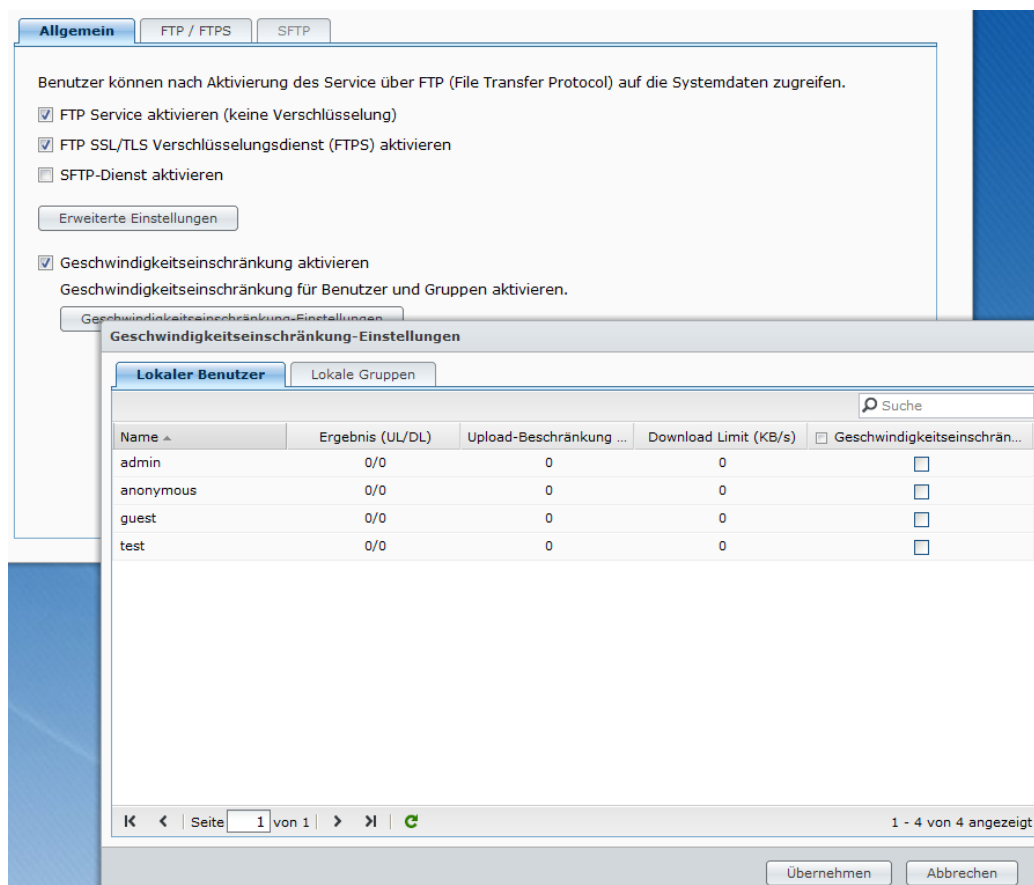 Allgemein FTP / FTPS SFTP
Benutzer können nach Aktivierung des Service über FTP (File Transfer Protocol) auf die Systemdaten zugreifen.
FTP Service aktivieren (keine Verschlüsselung)
FTP SSL/TLS Verschlüsselungsdienst (FTPS) aktivieren
SFTP-Dienst aktivieren
Erweiterte Einstellungen
Geschwindigkeitseinschränkung aktivieren
Geschwindigkeitseinschränkung für Benutzer und Gruppen aktivieren.
Geschwindigkeitseinschränkung-Einstellungen
Geschwindigkeitseinschränkung-Einstellungen
Lokaler Benutzer Lokale Gruppen
Suche
Name Ergebnis (UL/DL) Upload-Beschränkung ... Download Limit (KB/s) Geschwindigkeitseinschrän...
admin 0/0 0 0
anonymous 0/0 0 0
guest 0/0 0 0
test 0/0 0 0
Seite 1 von 1 1 - 4 von 4 angezeigt
Übernehmen Abbrechen